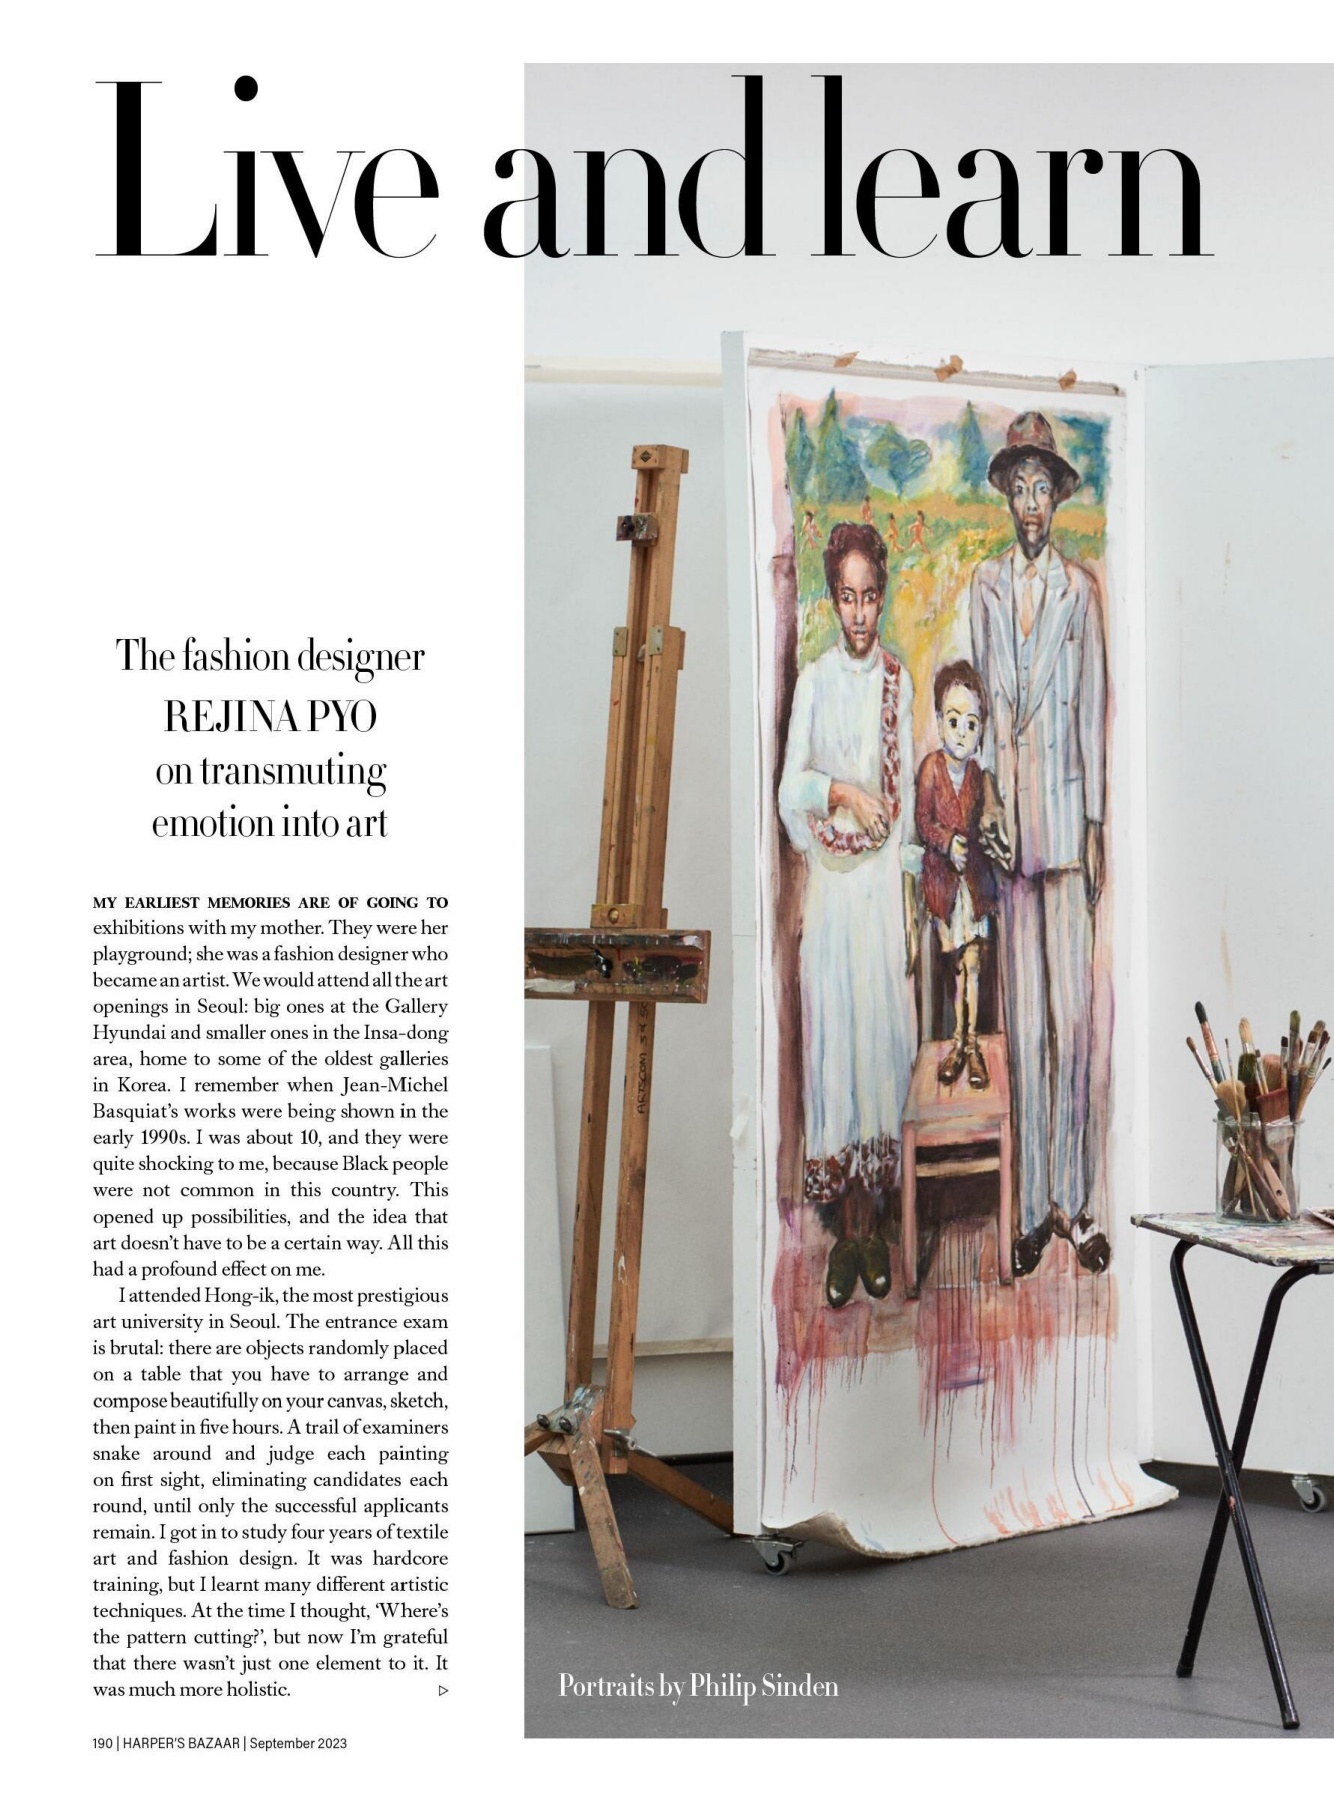 Live and learn
The fashion designer
REJINA PYO
on transmuting
emotion into art
MY EARLIEST MEMORIES ARE OF GOING TO
exhibitions with my mother. They were her
playground; she was a fashion designer who
became an artist. We would attend all the art
openings in Seoul: big ones at the Gallery
Hyundai and smaller ones in the Insa-dong
area, home to some of the oldest galleries
in Korea. I remember when Jean-Michel
Basquiat’s works were being shown in the
early 1990s. I was about 10, and they were
quite shocking to me, because Black people
were not common in this country. This
opened up possibilities, and the idea that
art doesn’t have to be a certain way. All this
had a profound effect on me.
I attended Hong-ik, the most prestigious
art university in Seoul. The entrance exam
is brutal: there are objects randomly placed
on a table that you have to arrange and
compose beautifully on your canvas, sketch,
then paint in five hours. A trail of examiners
snake around and judge each painting
on first sight, eliminating candidates each
round, until only the successful applicants
remain. I got in to study four years of textile
art and fashion design. It was hardcore
training, but I learnt many different artistic
techniques. At the time I thought, ‘Where’s
the pattern cutting?’, but now I’m grateful
that there wasn’t just one element to it. It
was much more holistic. ▷
Portraits by Philip Sinden
190 | HARPER’S BAZAAR | September 2023